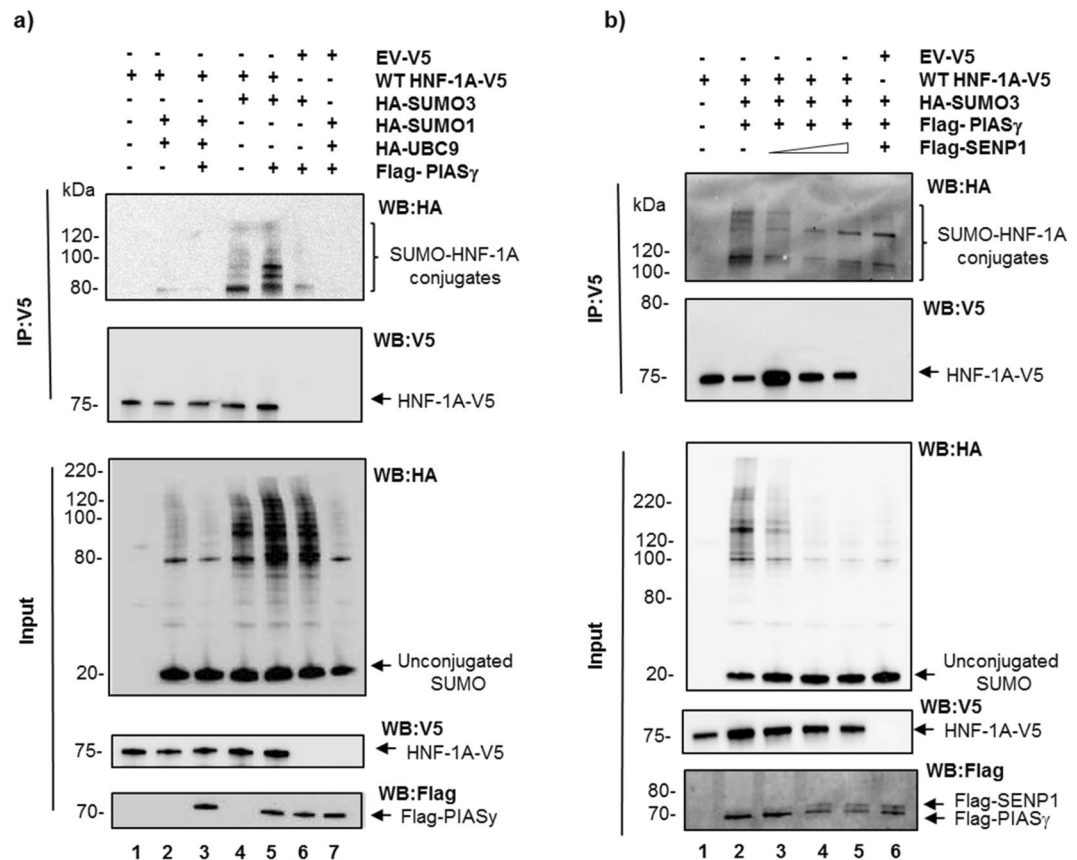 a)
- - - - - + + EV-V5
+ + + + + - - WT HNF-1A-V5
- - - + + + - HA-SUMO3
- + + - - - + HA-SUMO1
- + + - - - + HA-UBC9
- - + - + + + Flag- PIASγ
kDa
WB:HA
120-
100-
80-
SUMO-HNF-1A
conjugates
IP:V5
WB:V5
75-
HNF-1A-V5
WB:HA
220-
120-
100-
80-
20-
Unconjugated
SUMO
Input
WB:V5
75-
HNF-1A-V5
WB:Flag
70-
Flag-PIASy
1 2 3 4 5 6 7
b)
- - - - - + EV-V5
+ + + + + - WT HNF-1A-V5
- + + + + + HA-SUMO3
- + + + + + Flag- PIASγ
- - + Flag-SENP1
WB:HA
kDa
120-
100-
SUMO-HNF-1A
conjugates
IP:V5
80-
WB:V5
75-
HNF-1A-V5
WB:HA
220-
120-
100-
80-
20-
Unconjugated
SUMO
Input
WB:V5
75-
HNF-1A-V5
WB:Flag
80-
70-
Flag-SENP1
Flag-PIASγ
1 2 3 4 5 6